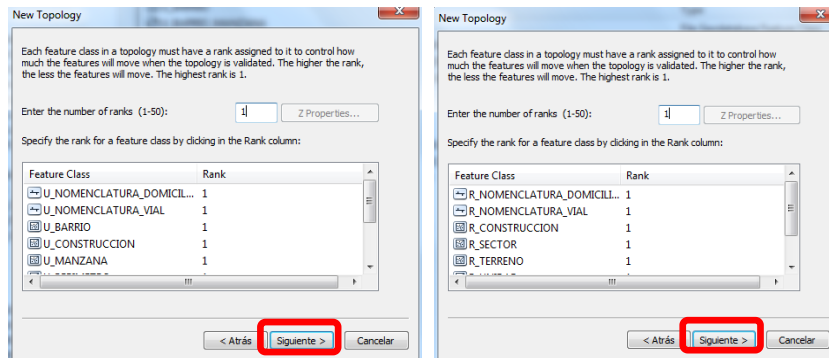 New Topology
Each feature class in a topology must have a rank assigned to it to control how
much the features will move when the topology is validated. The higher the rank,
the less the features will move. The highest rank is 1.
Enter the number of ranks (1-50): 1 Z Properties...
Specify the rank for a feature class by clicking in the Rank column:
Feature Class Rank
U_NOMENCLATURA_DOMICIL... 1
U_NOMENCLATURA_VIAL 1
U_BARRIO 1
U_CONSTRUCCION 1
U_MANZANA 1
< Atrás Siguiente > Cancelar
New Topology
Each feature class in a topology must have a rank assigned to it to control how
much the features will move when the topology is validated. The higher the rank,
the less the features will move. The highest rank is 1.
Enter the number of ranks (1-50): 1 Z Properties...
Specify the rank for a feature class by clicking in the Rank column:
Feature Class Rank
R_NOMENCLATURA_DOMICILI... 1
R_NOMENCLATURA_VIAL 1
R_CONSTRUCCION 1
R_SECTOR 1
R_TERRENO 1
< Atrás Siguiente > Cancelar